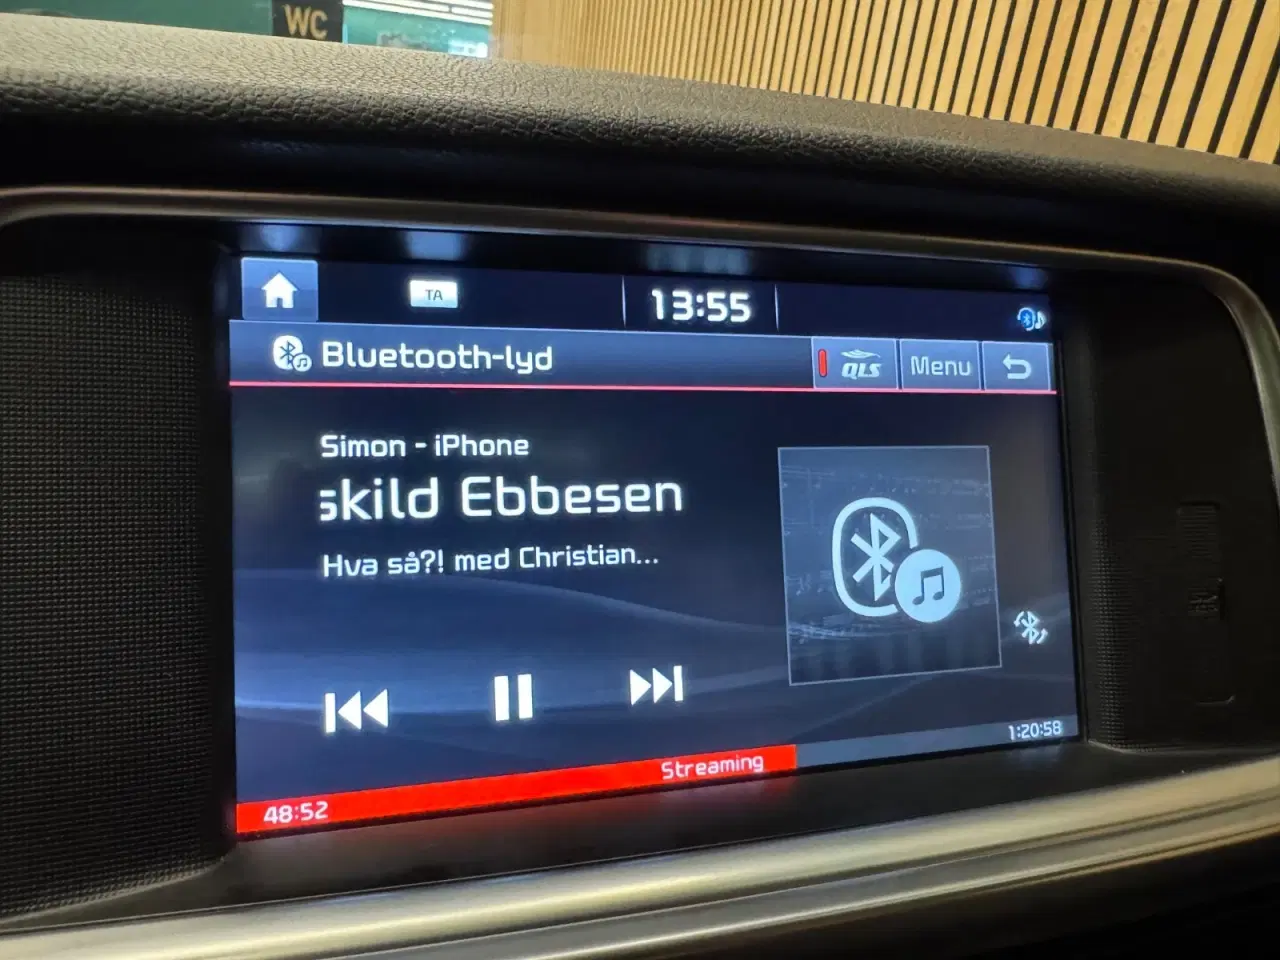 WC
TA
13:55
Bluetooth-lyd
QLS
Menu
Simon - iPhone
skild Ebbesen
Hva så?! med Christian...
1:20:58
Streaming
48:52